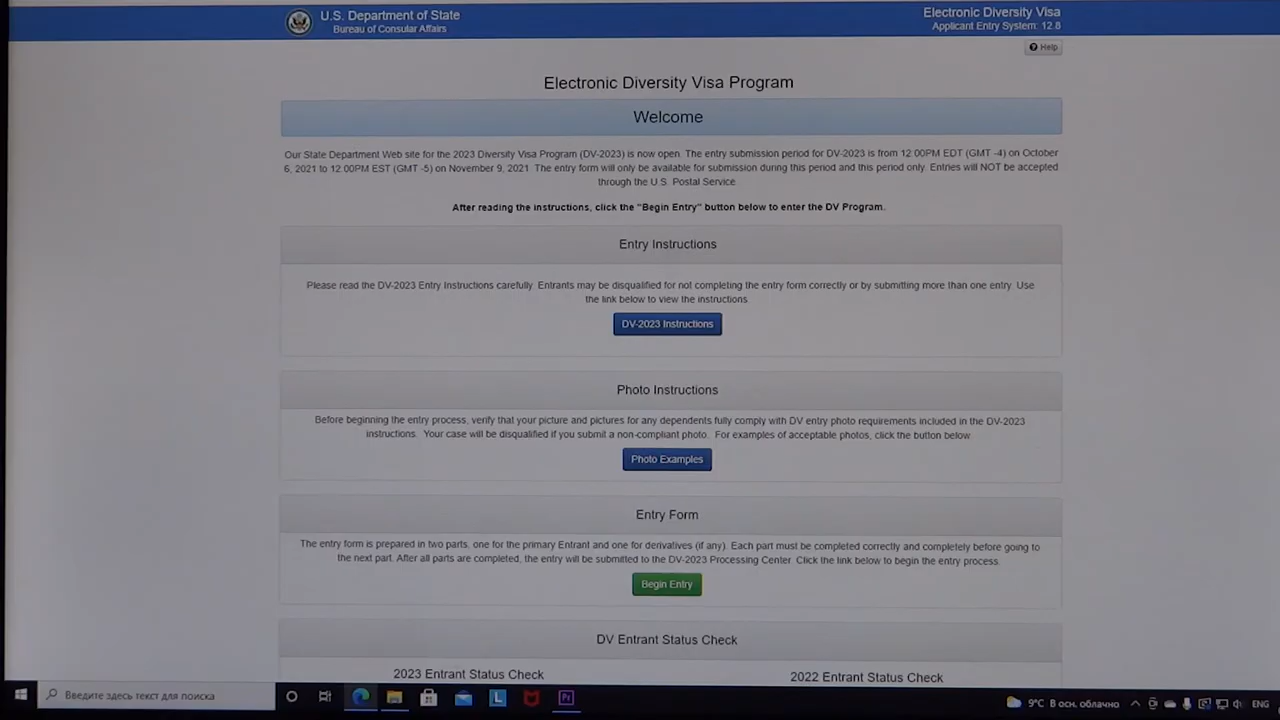 U.S. Department of State
Bureau of Consular Affairs
Electronic Diversity Visa
Applicant Entry System: 12.8
Help
Electronic Diversity Visa Program
Welcome
Our State Department Web site for the 2023 Diversity Visa Program (DV-2023) is now open. The entry submission period for DV-2023 is from 12:00PM EDT (GMT -4) on October
6, 2021 to 12:00PM EST (GMT -5) on November 9, 2021. The entry form will only be available for submission during this period and this period only. Entries will NOT be accepted
through the U.S. Postal Service.
After reading the instructions, click the "Begin Entry" button below to enter the DV Program.
Entry Instructions
Please read the DV-2023 Entry Instructions carefully. Entrants may be disqualified for not completing the entry form correctly or by submitting more than one entry. Use
the link below to view the instructions.
DV-2023 Instructions
Photo Instructions
Before beginning the entry process, verify that your picture and pictures for any dependents fully comply with DV entry photo requirements included in the DV-2023
instructions. Your case will be disqualified if you submit a non-compliant photo. For examples of acceptable photos, click the button below.
Photo Examples
Entry Form
The entry form is prepared in two parts, one for the primary Entrant and one for derivatives (if any). Each part must be completed correctly and completely before going to
the next part. After all parts are completed, the entry will be submitted to the DV-2023 Processing Center. Click the link below to begin the entry process.
Begin Entry
DV Entrant Status Check
2023 Entrant Status Check
2022 Entrant Status Check
Введите здесь текст для поиска
L
Pr
9°C В осн. облачно
ENG